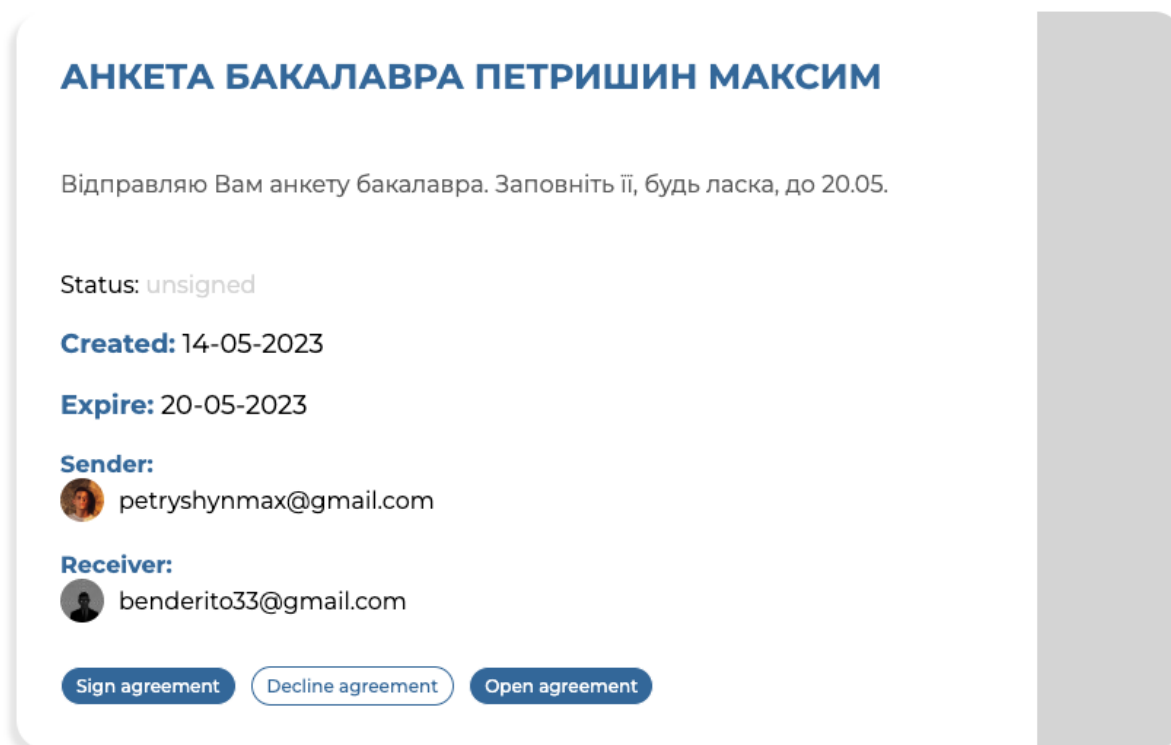 АНКЕТА БАКАЛАВРА ПЕТРИШИН МАКСИМ
Відправляю Вам анкету бакалавра. Заповніть її, будь ласка, до 20.05.
Status: unsigned
Created: 14-05-2023
Expire: 20-05-2023
Sender:
petryshynmax@gmail.com
Receiver:
benderito33@gmail.com
Sign agreement Decline agreement Open agreement